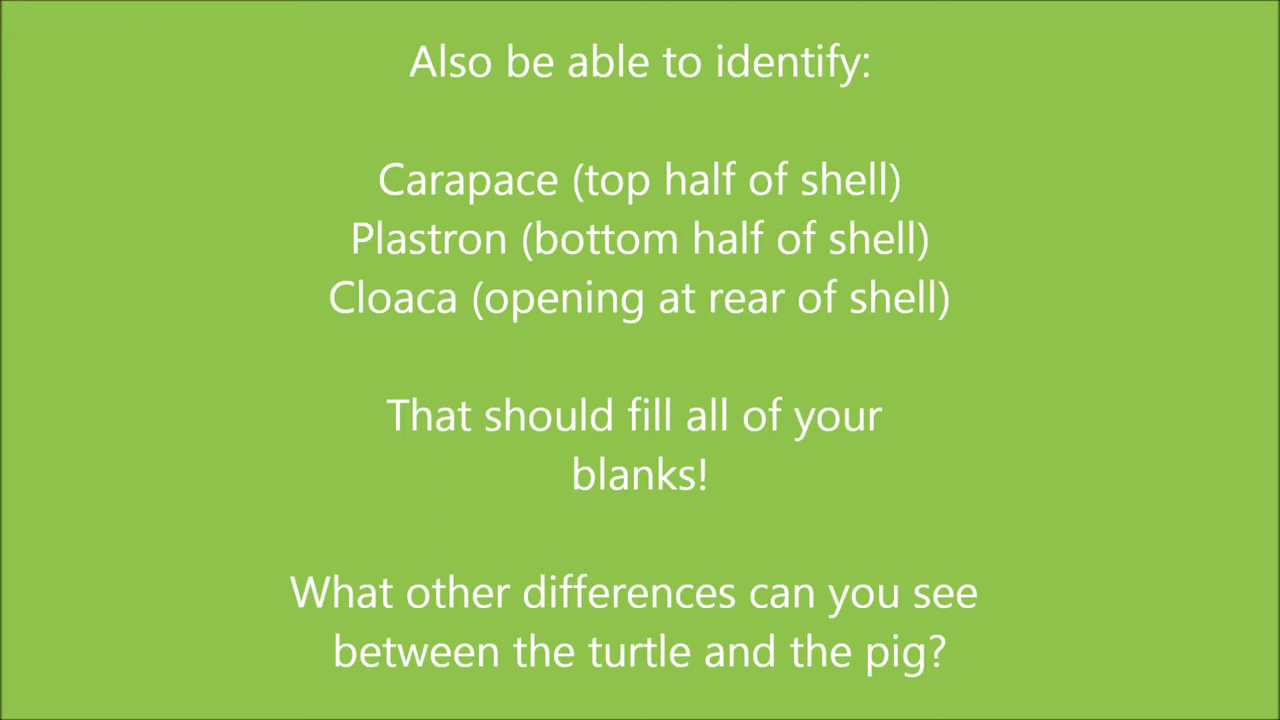 Also be able to identify:
Carapace (top half of shell)
Plastron (bottom half of shell)
Cloaca (opening at rear of shell)
That should fill all of your
blanks!
What other differences can you see
between the turtle and the pig?